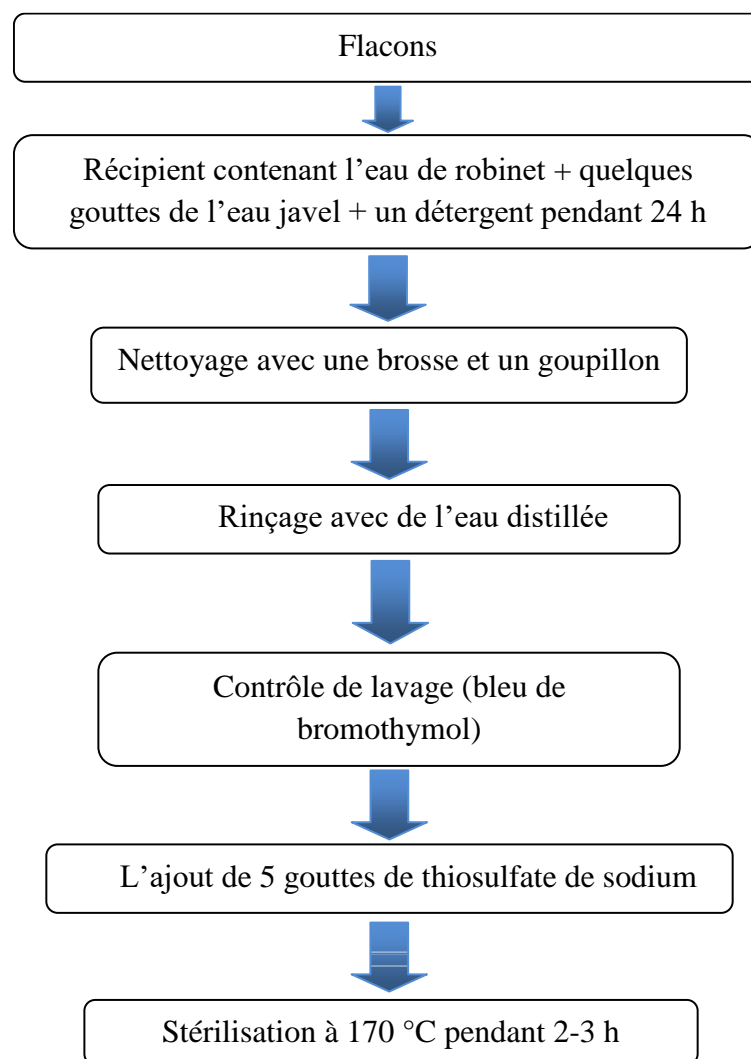 Flacons
Récipient contenant l’eau de robinet + quelques
gouttes de l’eau javel + un détergent pendant 24 h
Nettoyage avec une brosse et un goupillon
Rinçage avec de l’eau distillée
Contrôle de lavage (bleu de
bromothymol)
L’ajout de 5 gouttes de thiosulfate de sodium
Stérilisation à 170 °C pendant 2-3 h